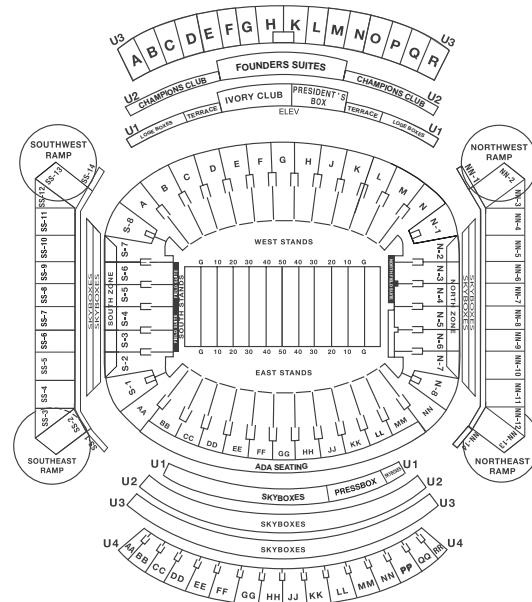 U3
A B C D E F G H K L M N O P Q R
U3
FOUNDERS SUITES
U2
CHAMPIONS CLUB
CHAMPIONS CLUB
U2
IVORY CLUB
PRESIDENT'S
BOX
U1
LOGE BOXES
TERRACE
TERRACE
LOGE BOXES
U1
ELEV
SOUTHWEST
RAMP
NORTHWEST
RAMP
SS-14
SS-13
SS-12
SS-11
SS-10
SS-9
SS-8
SS-7
SS-6
SS-5
SS-4
SS-3
SS-2
SS-1
SKYBOXES
SKYBOXES
SOUTH ZONE
S-8
S-7
S-6
S-5
S-4
S-3
S-2
S-1
SOUTH STANDS
A B C D E F G H J K L M N
WEST STANDS
G 10 20 30 40 50 40 30 20 10 G
G 10 20 30 40 50 40 30 20 10 G
EAST STANDS
AA BB CC DD EE FF GG HH JJ KK LL MM NN
N-1
N-2
N-3
N-4
N-5
N-6
N-7
N-8
NORTH ZONE
SKYBOXES
SKYBOXES
NN-1
NN-2
NN-3
NN-4
NN-5
NN-6
NN-7
NN-8
NN-9
NN-10
NN-11
NN-12
NN-13
NN-14
SOUTHEAST
RAMP
NORTHEAST
RAMP
ADA SEATING
U1
SKYBOXES
PRESSBOX
U1
U2
SKYBOXES
U2
U3
SKYBOXES
U3
U4
AA BB CC DD EE FF GG HH JJ KK LL MM NN PP QQ RR
U4